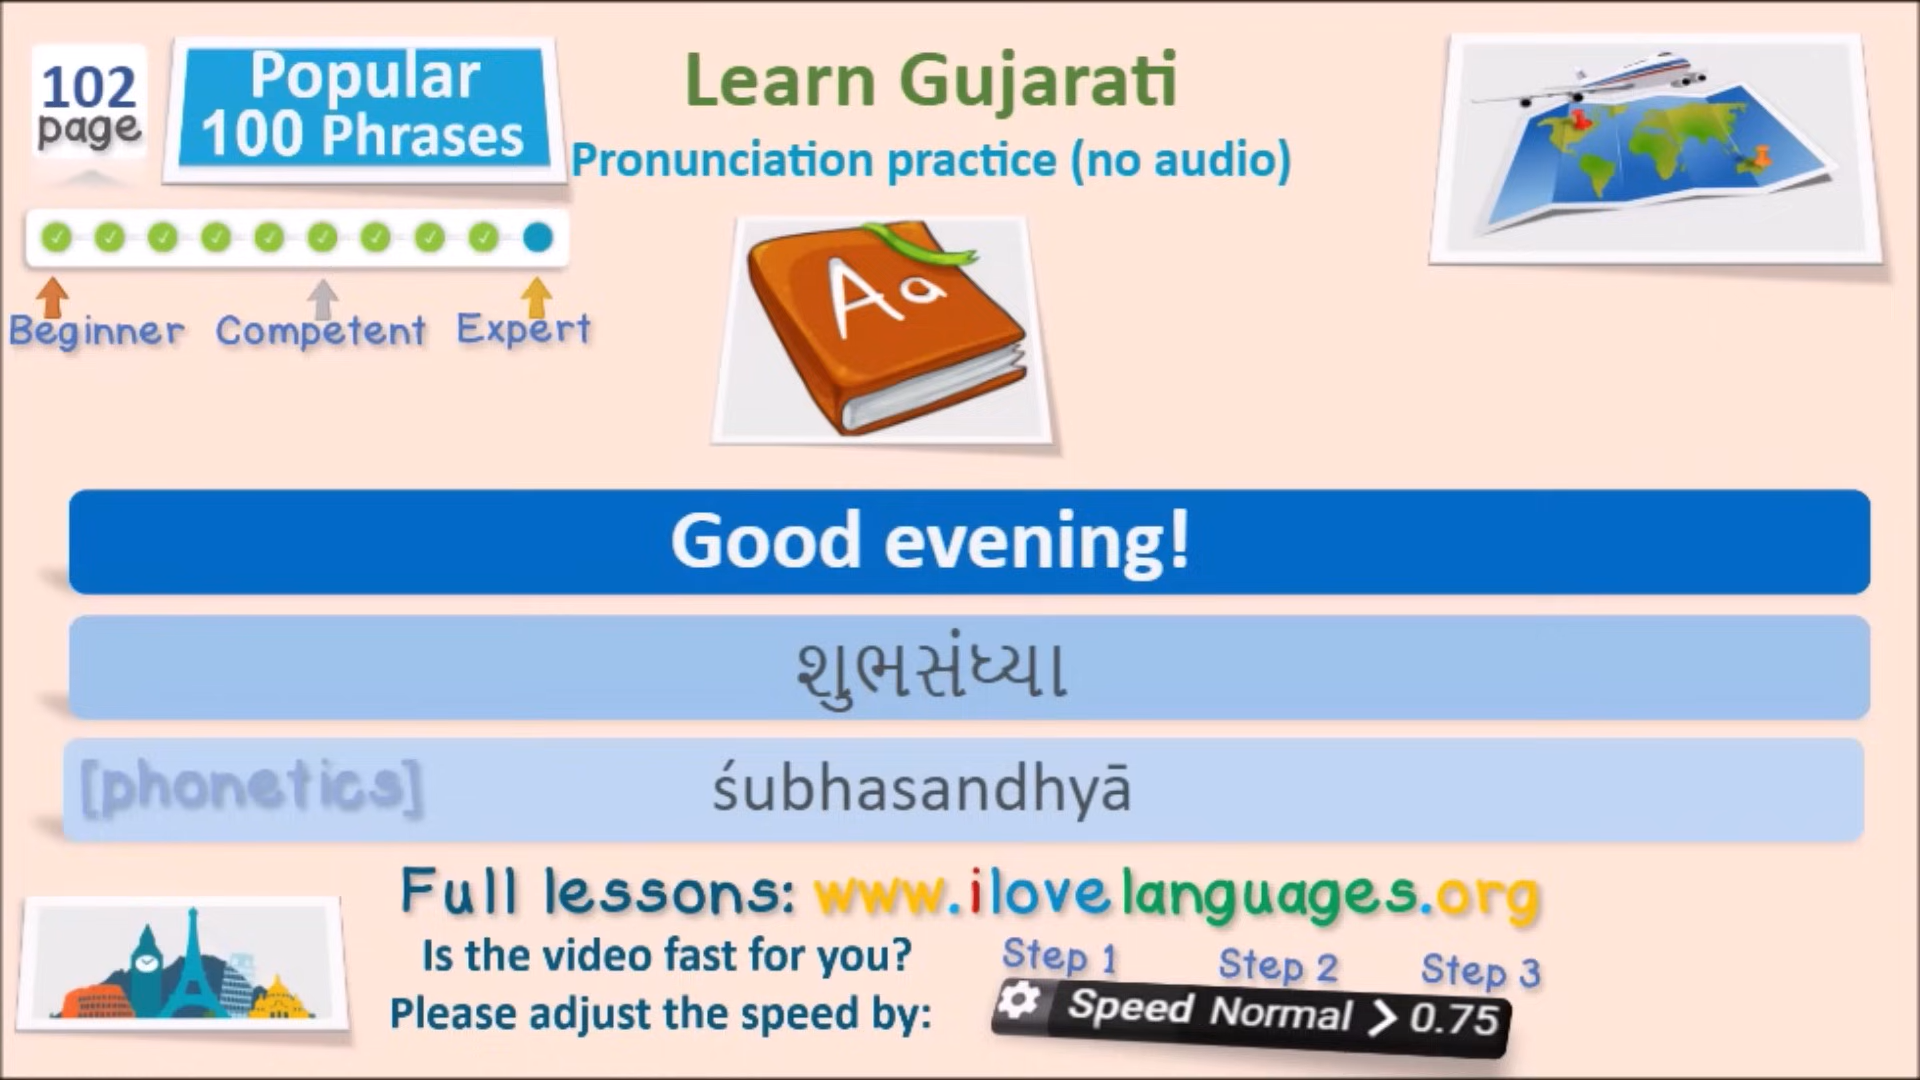 102
page
Popular
100 Phrases
Learn Gujarati
Pronunciation practice (no audio)
Beginner Competent Expert
Aa
Good evening!
શુભસંધ્યા
[phonetics] śubhasandhyā
Full lessons: www.ilovelanguages.org
Is the video fast for you?
Please adjust the speed by:
Step 1 Step 2 Step 3
Speed Normal > 0.75